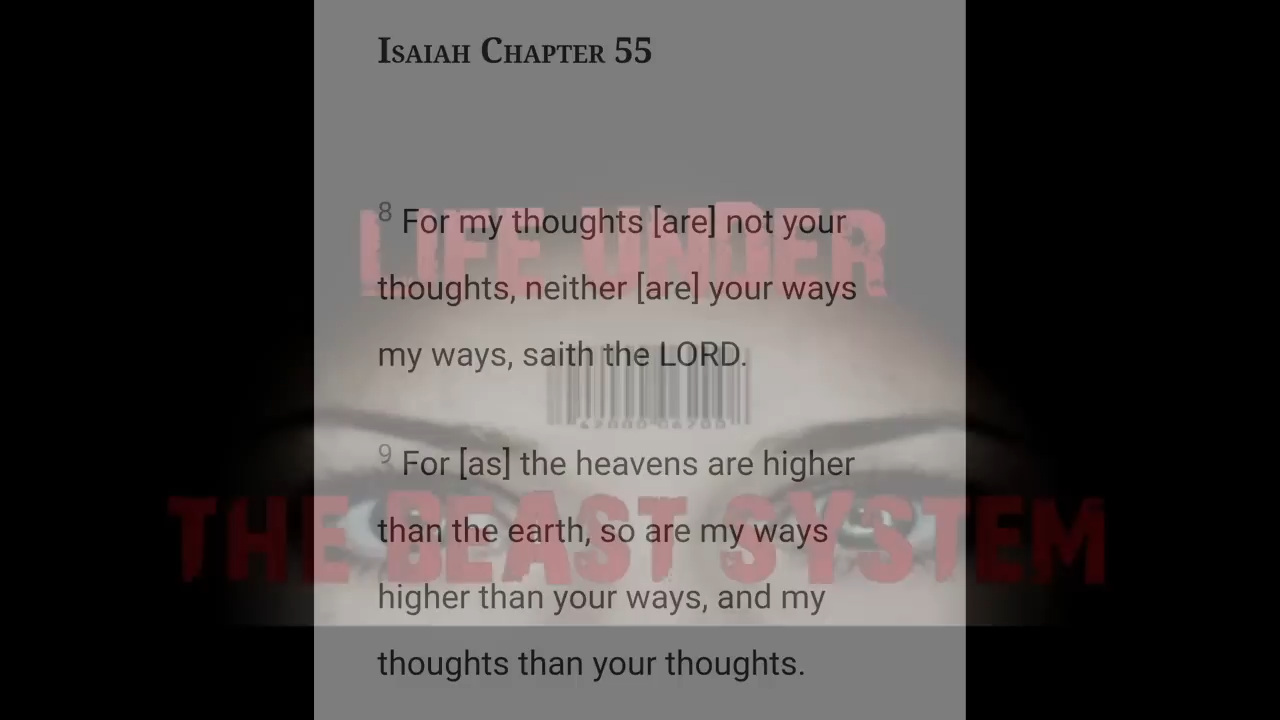 Isaiah Chapter 55
8 For my thoughts [are] not your
LIFE UNDER
thoughts, neither [are] your ways
my ways, saith the LORD.
9 For [as] the heavens are higher
THE BEAST SYSTEM
than the earth, so are my ways
higher than your ways, and my
thoughts than your thoughts.